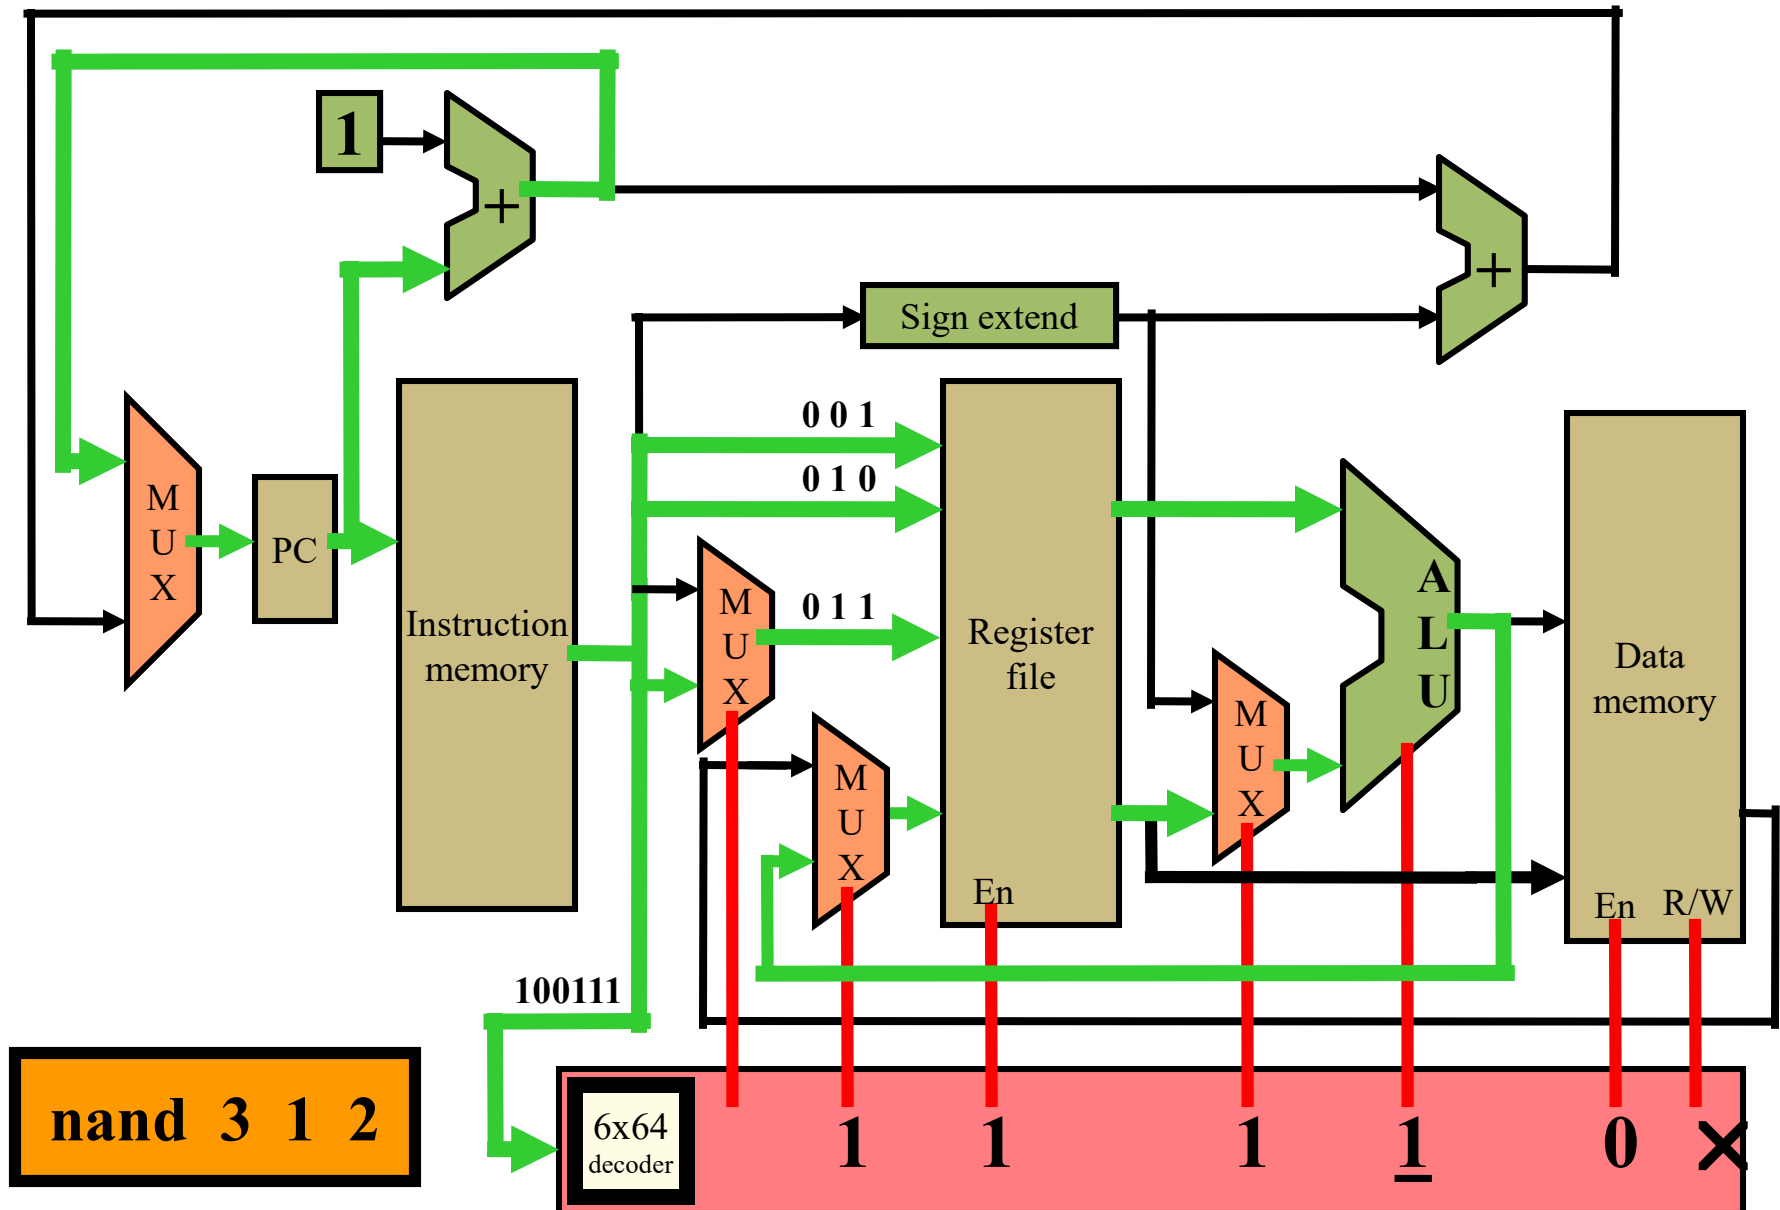 1
+
+
Sign extend
0 0 1
0 1 0
M
U
X
PC
Instruction
memory
M
U
X
0 1 1
Register
file
En
M
U
X
M
U
X
A
L
U
Data
memory
En R/W
100111
nand 3 1 2
6x64
decoder
1 1 1 1 0 X